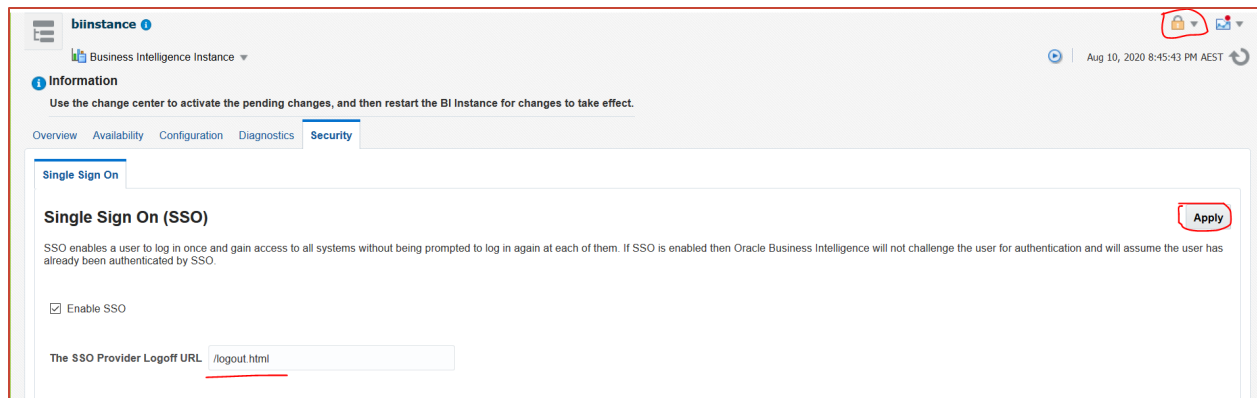 biinstance
Business Intelligence Instance
Aug 10, 2020 8:45:43 PM AEST
Information
Use the change center to activate the pending changes, and then restart the BI Instance for changes to take effect.
Overview Availability Configuration Diagnostics Security
Single Sign On
Single Sign On (SSO)
Apply
SSO enables a user to log in once and gain access to all systems without being prompted to log in again at each of them. If SSO is enabled then Oracle Business Intelligence will not challenge the user for authentication and will assume the user has
already been authenticated by SSO.
Enable SSO
The SSO Provider Logoff URL /logout.html